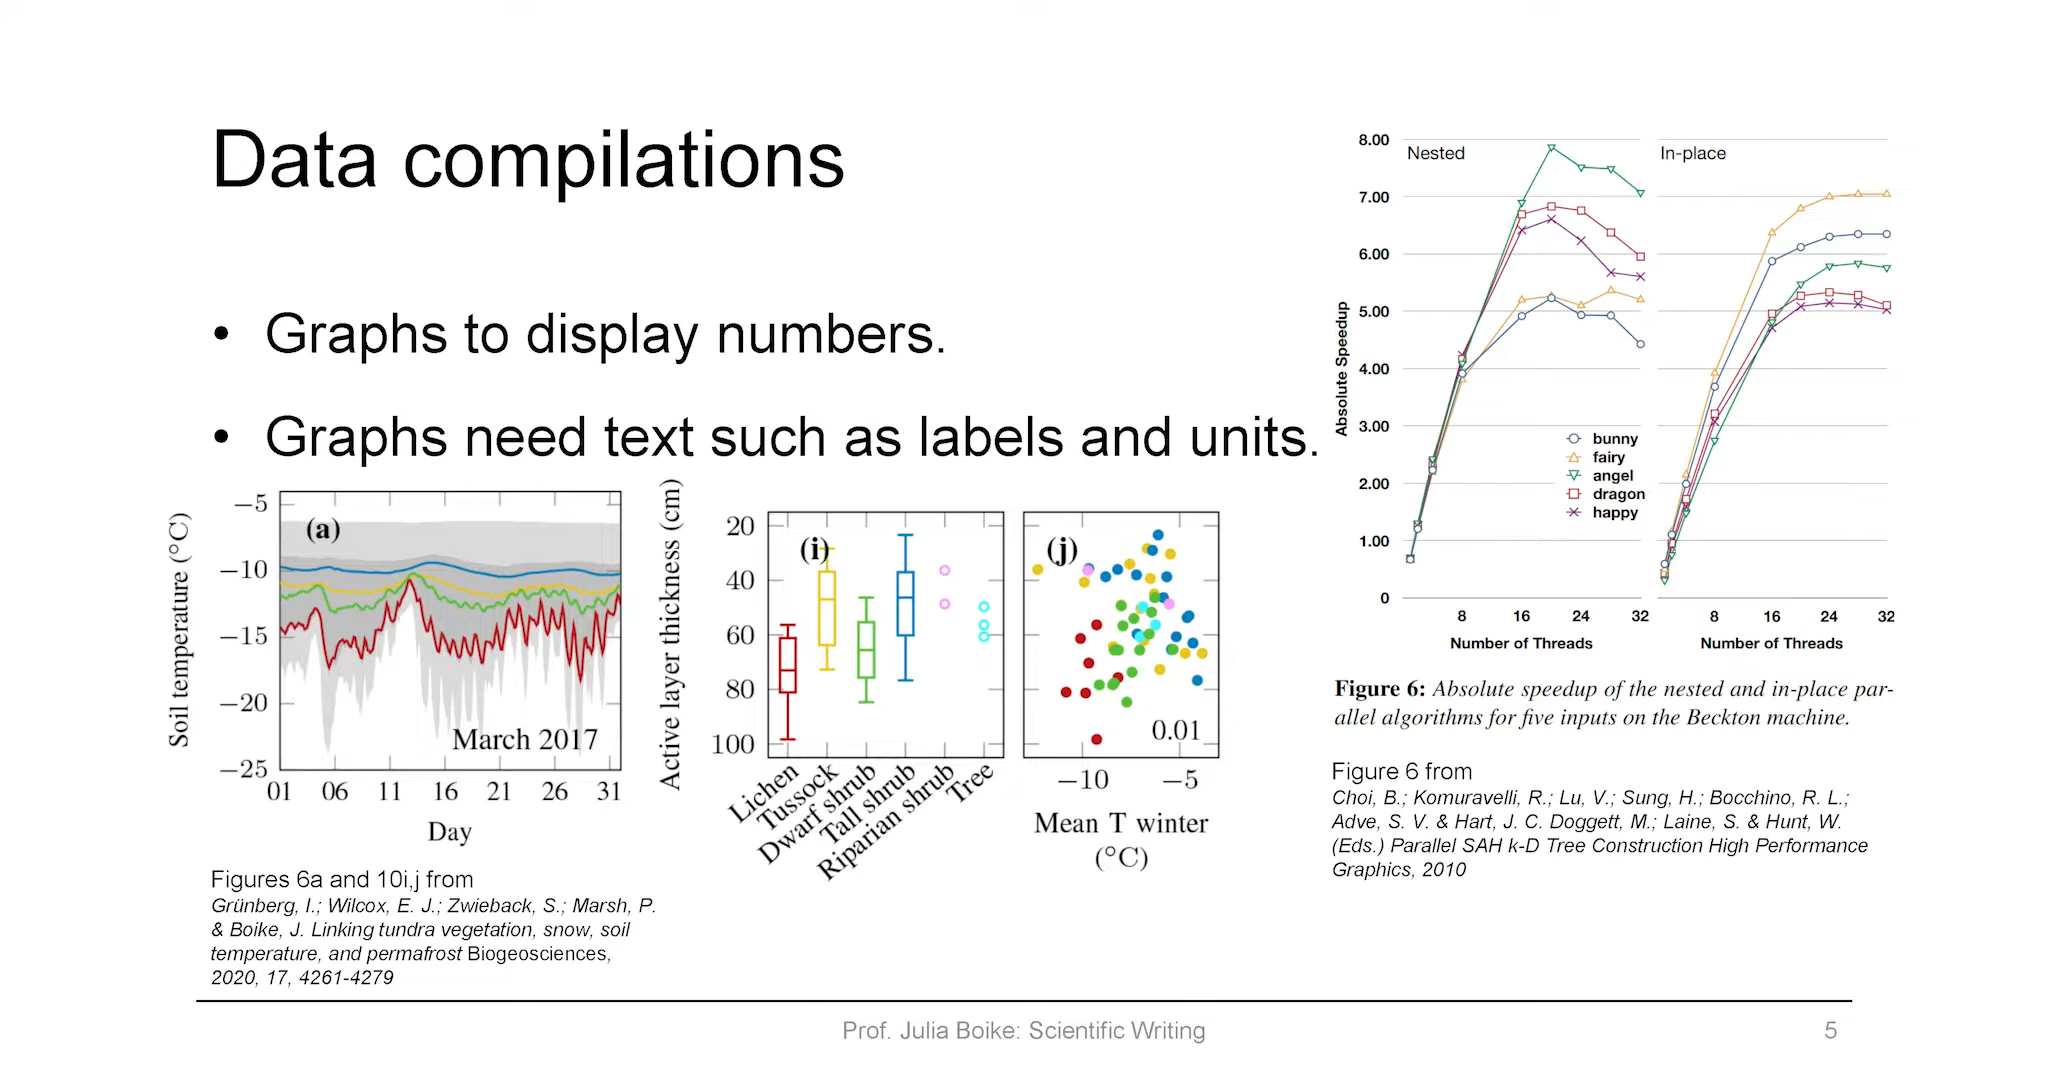 Data compilations
• Graphs to display numbers.
• Graphs need text such as labels and units.
Soil temperature (°C)
−5
−10
−15
−20
−25
(a)
March 2017
01 06 11 16 21 26 31
Day
Figures 6a and 10i,j from
Grünberg, I.; Wilcox, E. J.; Zwieback, S.; Marsh, P.
& Boike, J. Linking tundra vegetation, snow, soil
temperature, and permafrost Biogeosciences,
2020, 17, 4261-4279
Active layer thickness (cm)
20
40
60
80
100
(i)
Lichen
Tussock
Dwarf shrub
Tall shrub
Riparian shrub
Tree
(j)
0.01
−10 −5
Mean T winter
(°C)
Absolute Speedup
8.00
7.00
6.00
5.00
4.00
3.00
2.00
1.00
0
Nested
bunny
fairy
angel
dragon
happy
8 16 24 32
Number of Threads
In-place
8 16 24 32
Number of Threads
Figure 6: Absolute speedup of the nested and in-place par-
allel algorithms for five inputs on the Beckton machine.
Figure 6 from
Choi, B.; Komuravelli, R.; Lu, V.; Sung, H.; Bocchino, R. L.;
Adve, S. V. & Hart, J. C. Doggett, M.; Laine, S. & Hunt, W.
(Eds.) Parallel SAH k-D Tree Construction High Performance
Graphics, 2010
Prof. Julia Boike: Scientific Writing
5